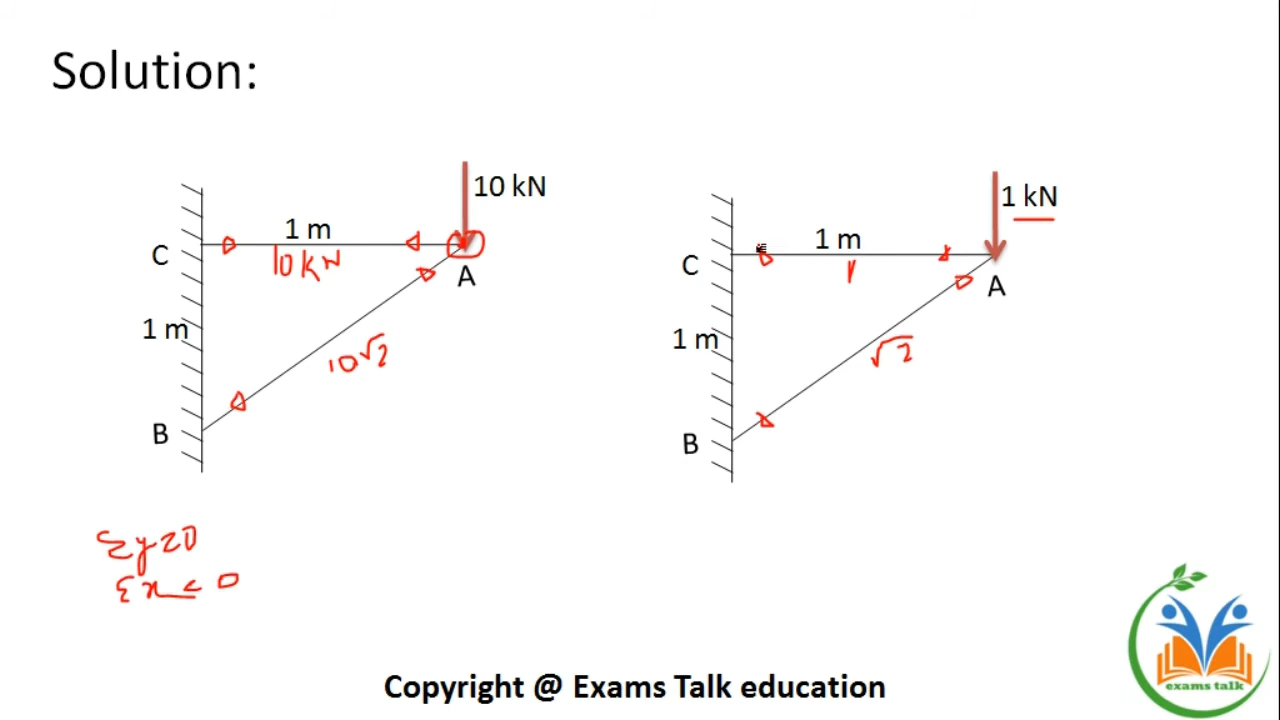 Solution:
10 kN
1 m
C
10 kN
A
1 m
10√2
B
1 kN
1 m
C
1
A
1 m
√2
B
Σy=0
Σx=0
Copyright @ Exams Talk education
exams talk